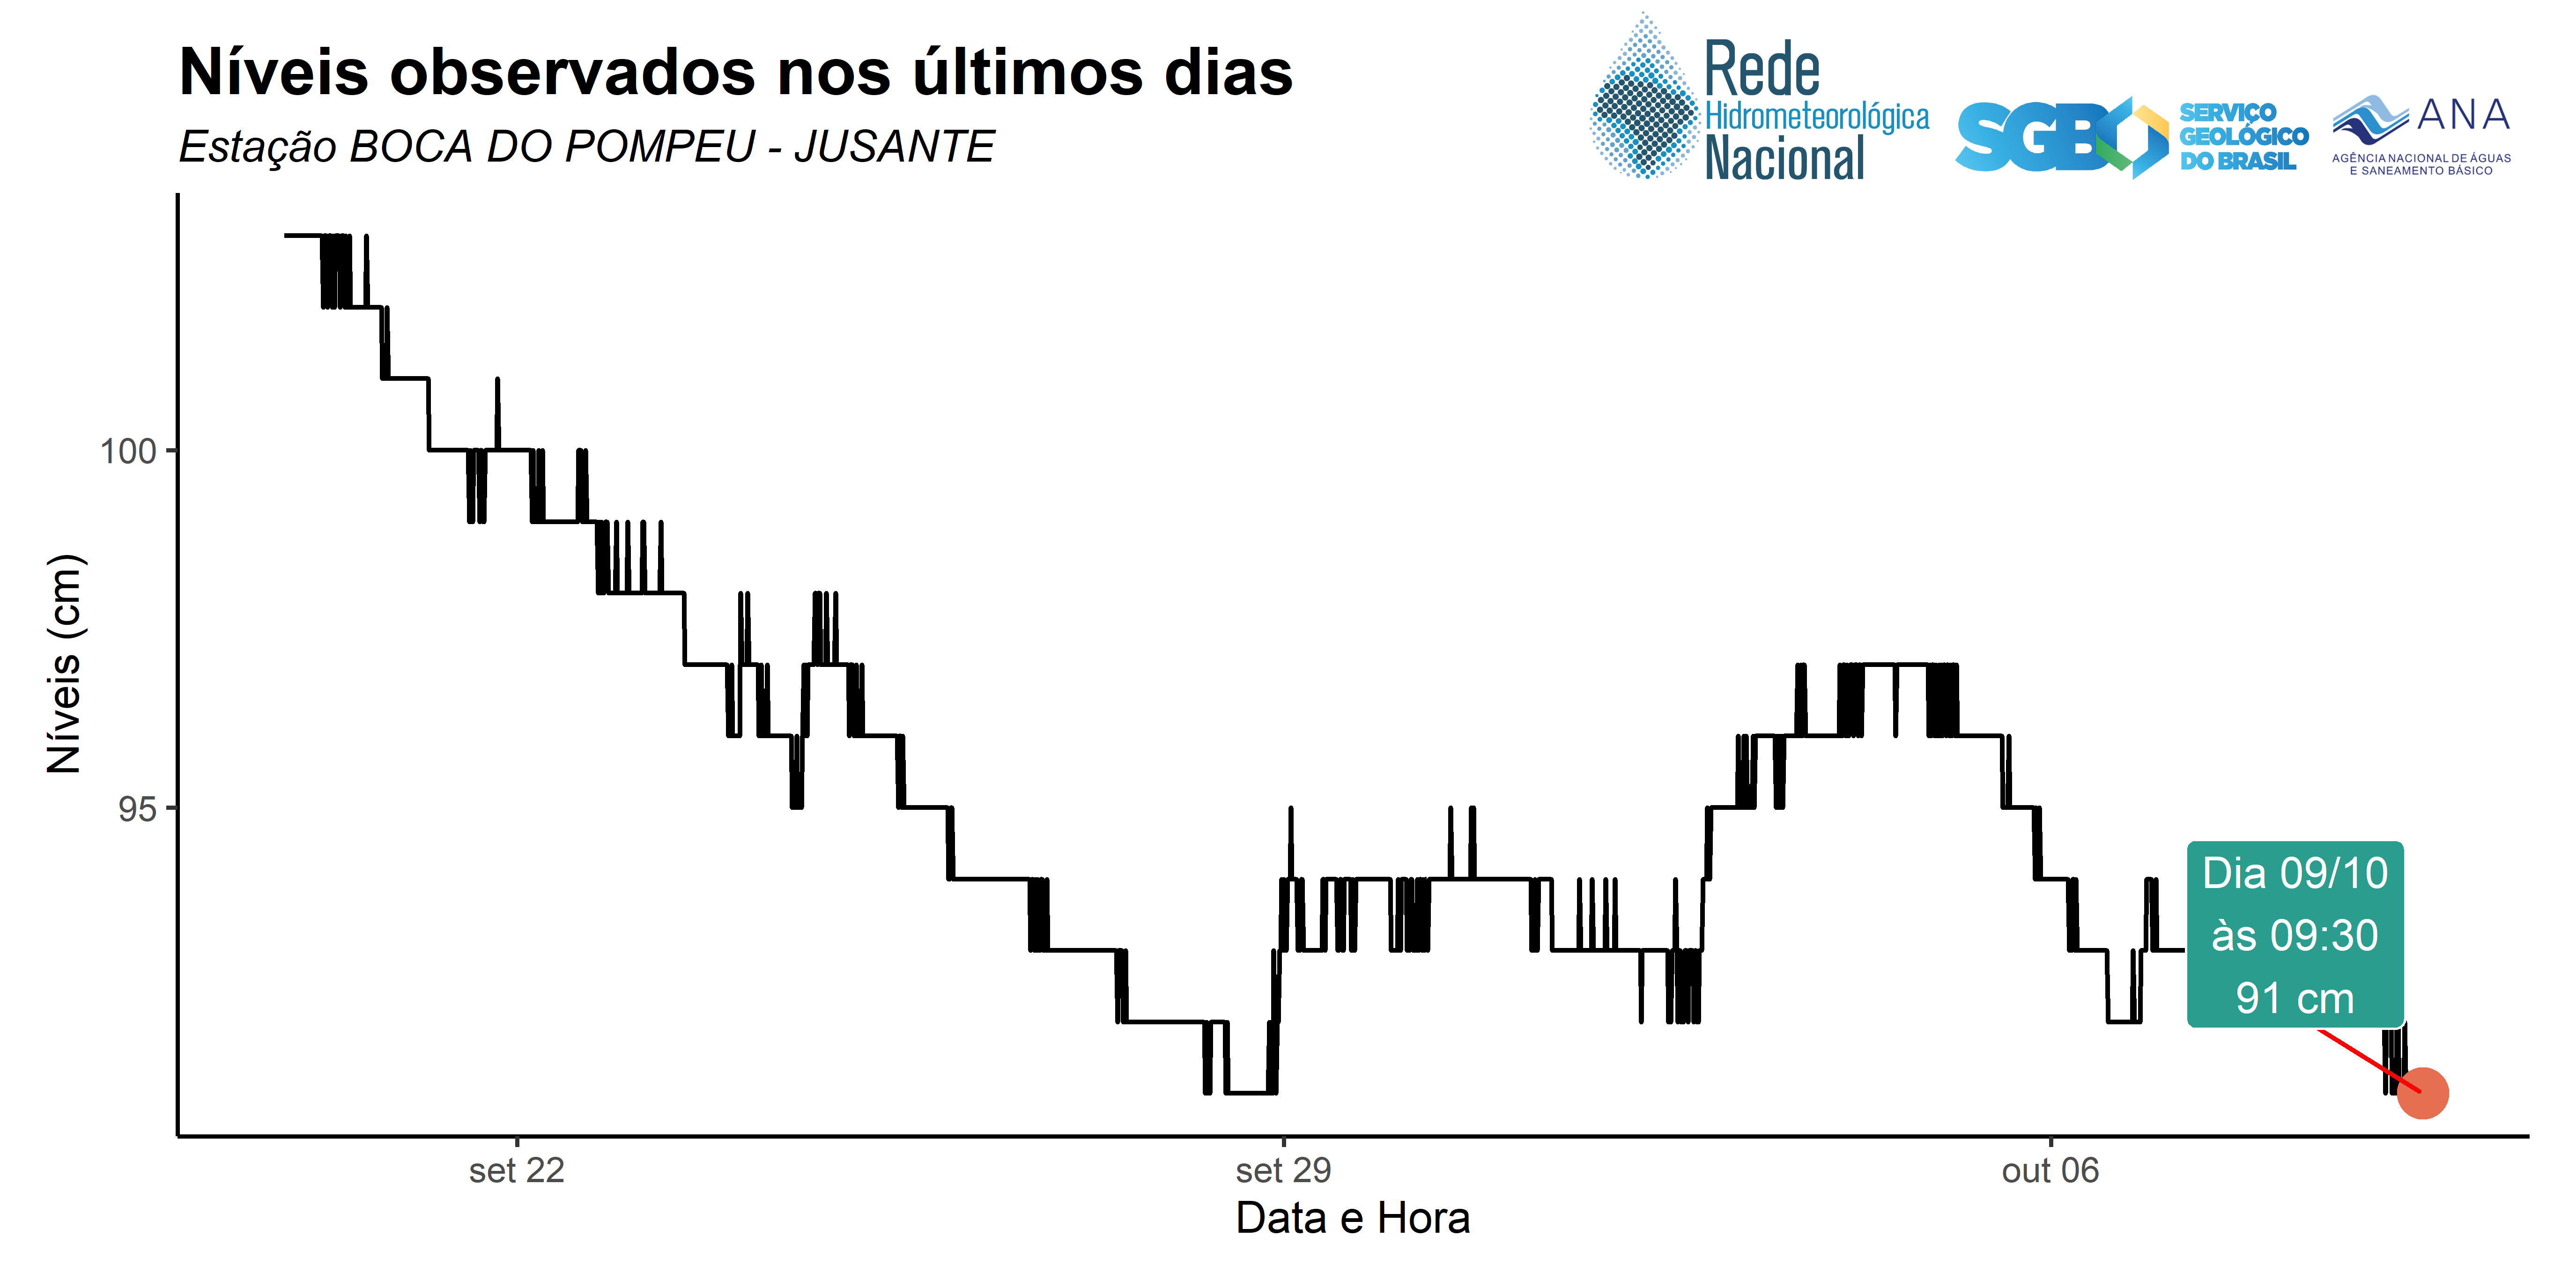 Níveis observados nos últimos dias
Estação BOCA DO POMPEU - JUSANTE
Rede
Hidrometeorológica
Nacional
SGB
SERVIÇO
GEOLÓGICO
DO BRASIL
ANA
AGÊNCIA NACIONAL DE ÁGUAS
E SANEAMENTO BÁSICO
Níveis (cm)
100
95
Dia 09/10
às 09:30
91 cm
set 22
set 29
out 06
Data e Hora